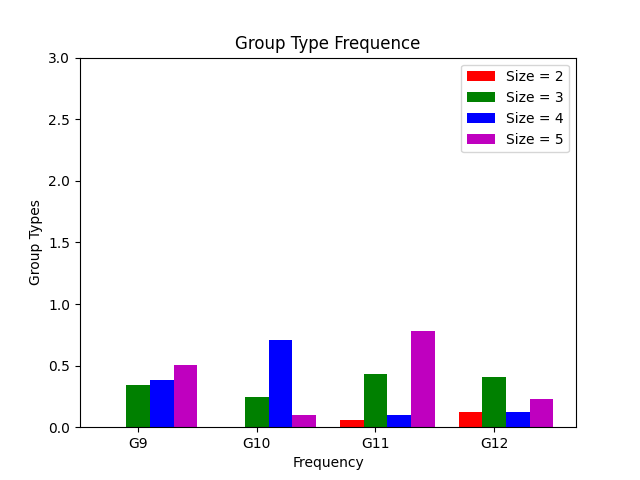 Group Type Frequence
3.0
2.5
2.0
1.5
1.0
0.5
0.0
Group Types
Size = 2
Size = 3
Size = 4
Size = 5
G9 G10 G11 G12
Frequency